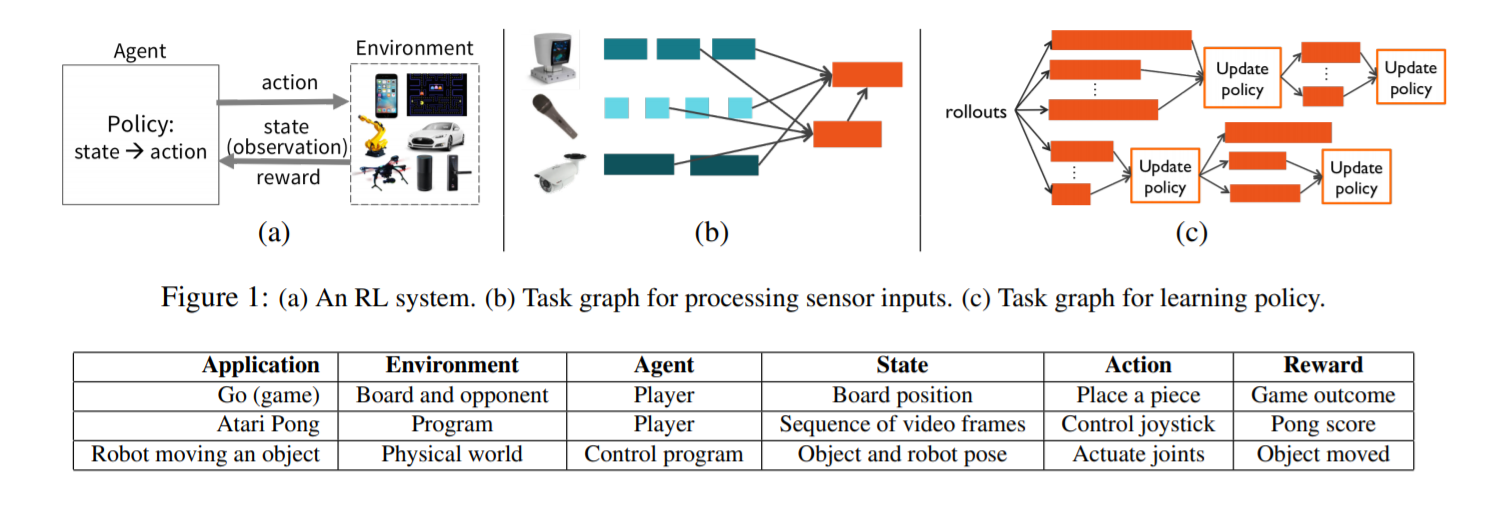 Agent
Environment
action
Policy:
state → action
state
(observation)
reward
(a)
(b)
rollouts
Update
policy
Update
policy
Update
policy
Update
policy
(c)
Figure 1: (a) An RL system. (b) Task graph for processing sensor inputs. (c) Task graph for learning policy.
Application Environment Agent State Action Reward
Go (game) Board and opponent Player Board position Place a piece Game outcome
Atari Pong Program Player Sequence of video frames Control joystick Pong score
Robot moving an object Physical world Control program Object and robot pose Actuate joints Object moved